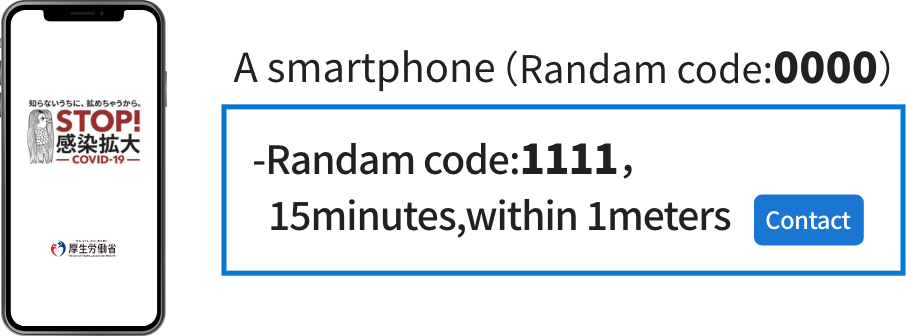 知らないうちに、拡めちゃうから。
STOP!
感染拡大
COVID-19
厚生労働省
A smartphone（Randam code:0000）
-Randam code:1111，
15minutes,within 1meters
Contact